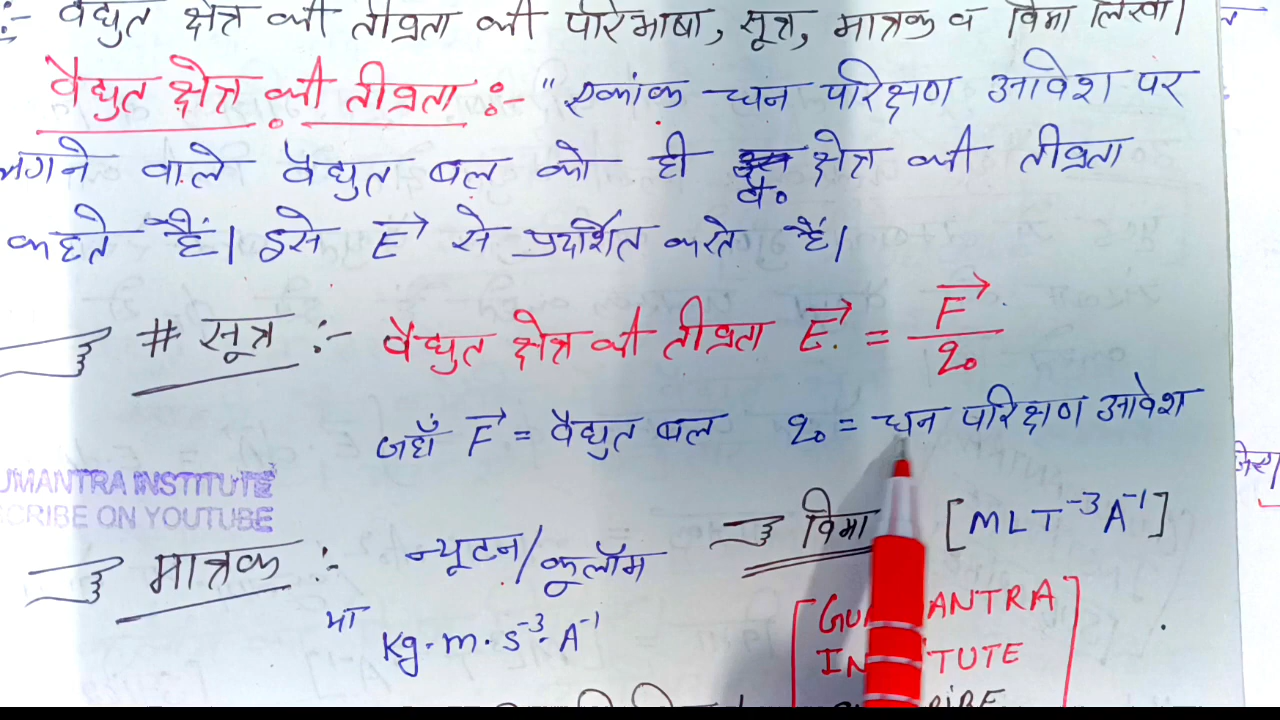 :- वैद्युत क्षेत्र की तीव्रता की परिभाषा, सूत्र, मात्रक व विमा लिखो।
वैद्युत क्षेत्र की तीव्रता :- "एकांक धन परिक्षण आवेश पर
लगने वाले वैद्युत बल को ही वै० क्षेत्र की तीव्रता
कहते हैं। इसे E→ से प्रदर्शित करते हैं।
# सूत्र :- वैद्युत क्षेत्र की तीव्रता E→ = F→/q₀
जहाँ F→ = वैद्युत बल q₀ = धन परिक्षण आवेश
UMANTRA INSTITUTE
CRIBE ON YOUTUBE
मात्रक :- न्यूटन/कूलॉम
विमा [MLT⁻³A⁻¹]
या Kg.m.s⁻³.A⁻¹